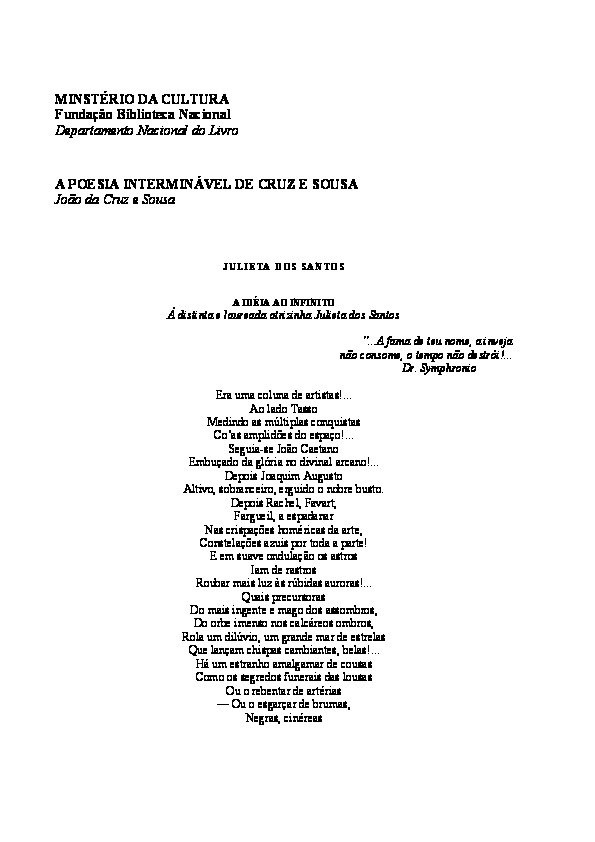 MINSTÉRIO DA CULTURA
Fundação Biblioteca Nacional
Departamento Nacional do Livro
A POESIA INTERMINÁVEL DE CRUZ E SOUSA
João da Cruz e Sousa
JULIETA DOS SANTOS
A IDÉIA AO INFINITO
À distinta e laureada atrizinha Julieta dos Santos
"...A fama de teu nome, a inveja
não consome, o tempo não destrói!...
Dr. Symphronio
Era uma coluna de artistas!...
Ao lado Tasso
Medindo as múltiplas conquistas
Co'as amplidões do espaço!...
Seguia-se João Caetano
Embuçado da glória no divinal arcano!...
Depois Joaquim Augusto
Altivo, sobranceiro, erguido o nobre busto.
Depois Rachel, Favart,
Fargueil, a espadanar
Nas crispações homéricas da arte,
Constelações azuis por toda a parte!
E em suave ondulação os astros
Iam de rastros
Roubar mais luz às rúbidas auroras!...
Quais precursoras
Do mais ingente e mago dos assombros,
Do orbe imenso nos calcáreos ombros,
Rola um dilúvio, um grande mar de estrelas
Que lançam chispas cambiantes, belas!...
Há um estranho amalgamar de cousas
Como os segredos funerais das lousas
Ou o rebentar de artérias
— Ou o esgarçar de brumas,
Negras, cinéreas